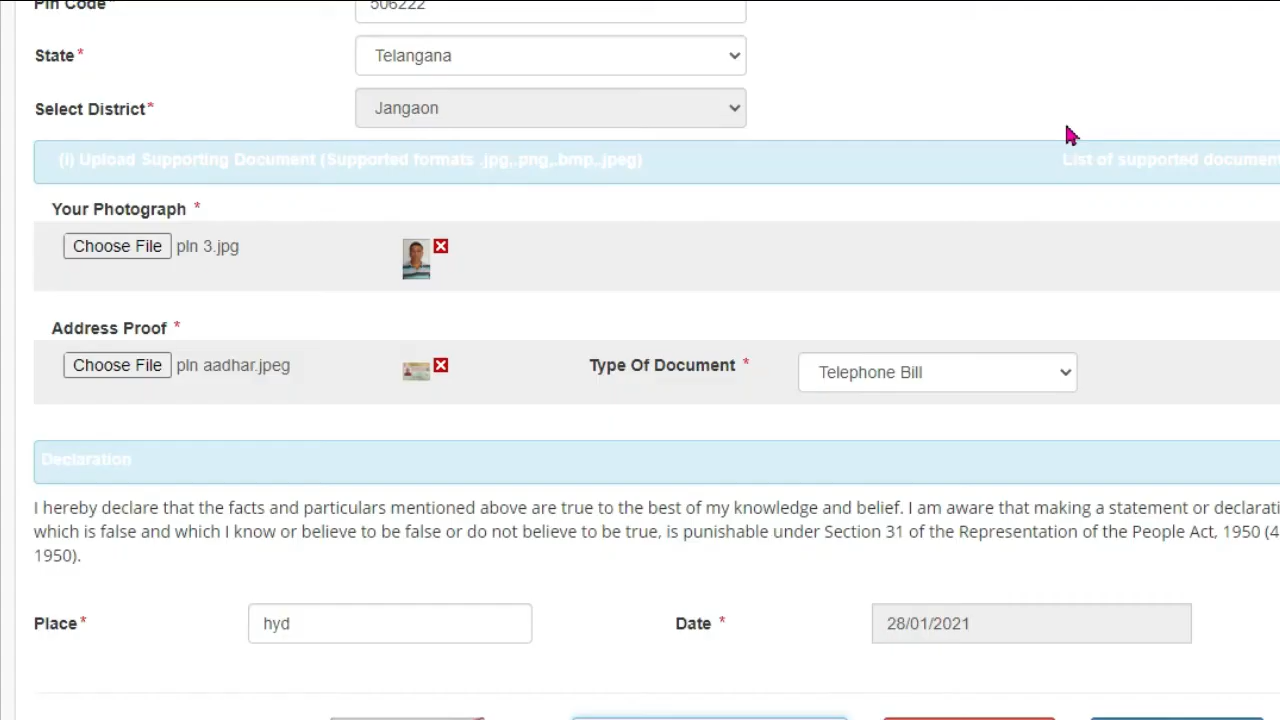 Pin Code*
506222
State*
Telangana
Select District*
Jangaon
(i) Upload Supporting Document (Supported formats .jpg,.png,.bmp,.jpeg)
List of supported document
Your Photograph *
Choose File pln 3.jpg
Address Proof *
Choose File pln aadhar.jpeg
Type Of Document *
Telephone Bill
Declaration
I hereby declare that the facts and particulars mentioned above are true to the best of my knowledge and belief. I am aware that making a statement or declarati
which is false and which I know or believe to be false or do not believe to be true, is punishable under Section 31 of the Representation of the People Act, 1950 (4
1950).
Place*
hyd
Date *
28/01/2021